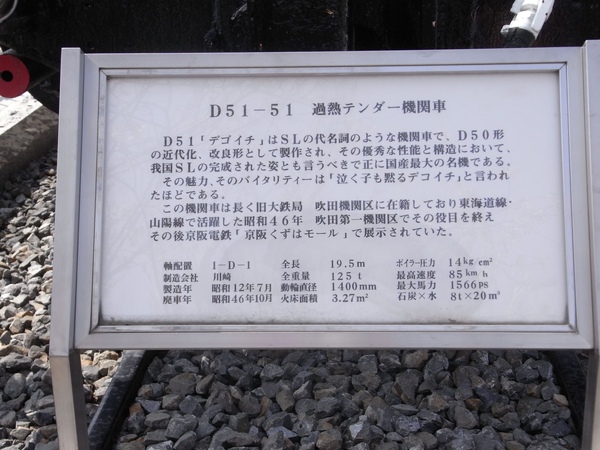 D51-51 過熱テンダー機関車
D51「デゴイチ」はSLの代名詞のような機関車で、D50形
の近代化、改良形として製作され、その優秀な性能と構造において、
我国SLの完成された姿とも言うべきで正に国産最大の名機である。
その魅力、そのバイタリティーは「泣く子も黙るデコイチ」と言われ
たほどである。
この機関車は長く旧大鉄局 吹田機関区に在籍しており東海道線・
山陽線で活躍した昭和46年 吹田第一機関区でその役目を終え
その後京阪電鉄「京阪くずはモール」で展示されていた。
軸配置 1-D-1 全長 19.5m ボイラー圧力 14kg cm²
制造会社 川崎 全重量 125t 最高速度 85km h
製造年 昭和12年7月 動輪直径 1400mm 最大馬力 1566PS
廃車年 昭和46年10月 火床面積 3.27m² 石炭×水 8t×20m³